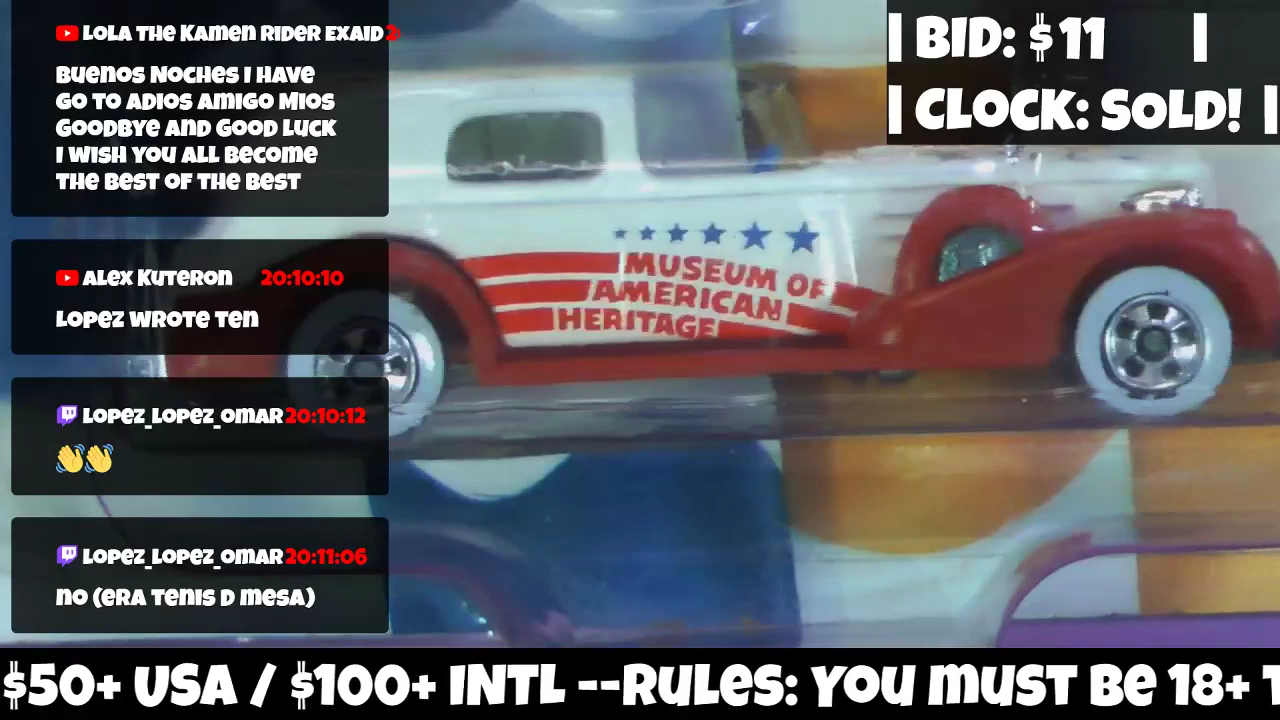 LOLA THE KAMEN RIDER EXAID
BUENOS NOCHES I HAVE
GO TO ADIOS AMIGO MIOS
GOODBYE AND GOOD LUCK
I WISH YOU ALL BECOME
THE BEST OF THE BEST
ALEX KUTERON 20:10:10
LOPEZ WROTE TEN
LOPEZ_LOPEZ_OMAR 20:10:12
👋👋
LOPEZ_LOPEZ_OMAR 20:11:06
NO (ERA TENIS D MESA)
| BID: $11 |
| CLOCK: SOLD! |
MUSEUM OF
AMERICAN
HERITAGE
$50+ USA / $100+ INTL --RULES: YOU MUST BE 18+